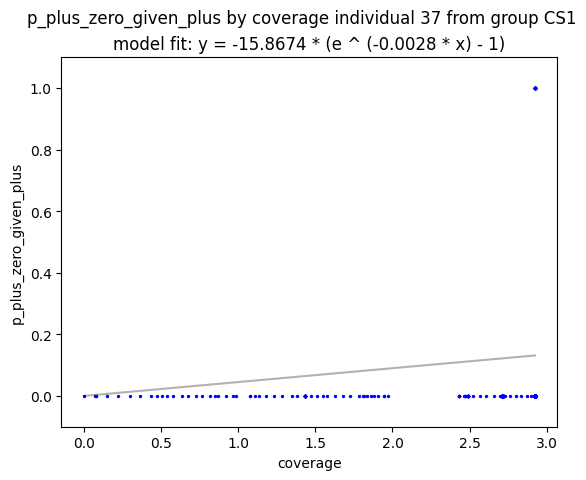 p_plus_zero_given_plus by coverage individual 37 from group CS1
model fit: y = -15.8674 * (e ^ (-0.0028 * x) - 1)
1.0
0.8
0.6
0.4
0.2
0.0
p_plus_zero_given_plus
0.0 0.5 1.0 1.5 2.0 2.5 3.0
coverage